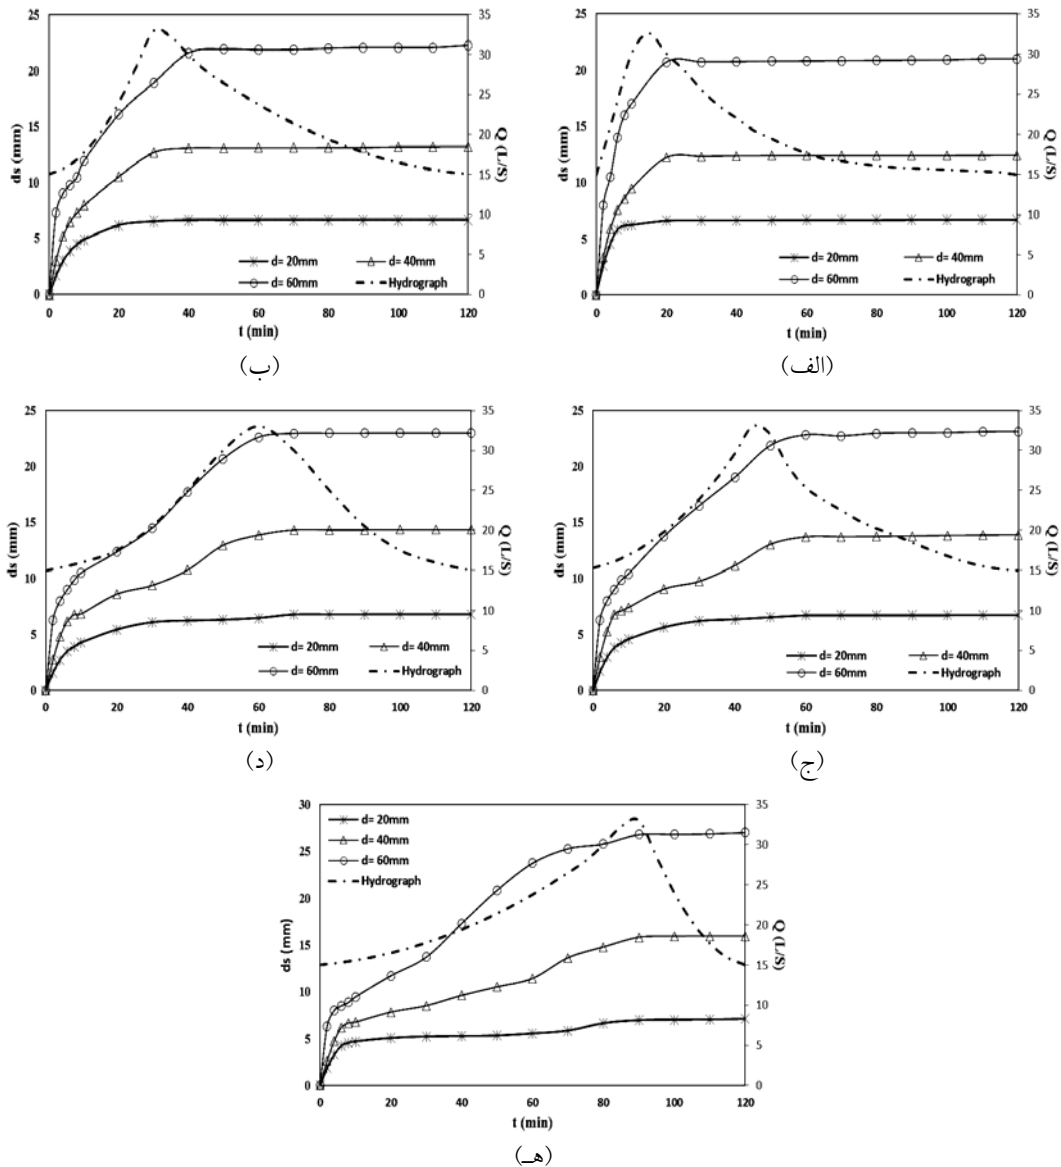 25
20
15
10
5
0
ds (mm)
35
30
25
20
15
10
5
0
Q (L/S)
d= 20mm
d= 40mm
d= 60mm
Hydrograph
0 20 40 60 80 100 120
t (min)
(الف)
25
20
15
10
5
0
ds (mm)
35
30
25
20
15
10
5
0
Q (L/S)
d= 20mm
d= 40mm
d= 60mm
Hydrograph
0 20 40 60 80 100 120
t (min)
(ب)
25
20
15
10
5
0
ds (mm)
35
30
25
20
15
10
5
0
Q (L/S)
d= 20mm
d= 40mm
d= 60mm
Hydrograph
0 20 40 60 80 100 120
t (min)
(ج)
25
20
15
10
5
0
ds (mm)
35
30
25
20
15
10
5
0
Q (L/S)
d= 20mm
d= 40mm
d= 60mm
Hydrograph
0 20 40 60 80 100 120
t (min)
(د)
30
25
20
15
10
5
0
ds (mm)
35
30
25
20
15
10
5
0
Q (L/S)
d= 20mm
d= 40mm
d= 60mm
Hydrograph
0 20 40 60 80 100 120
t (min)
(هـ)